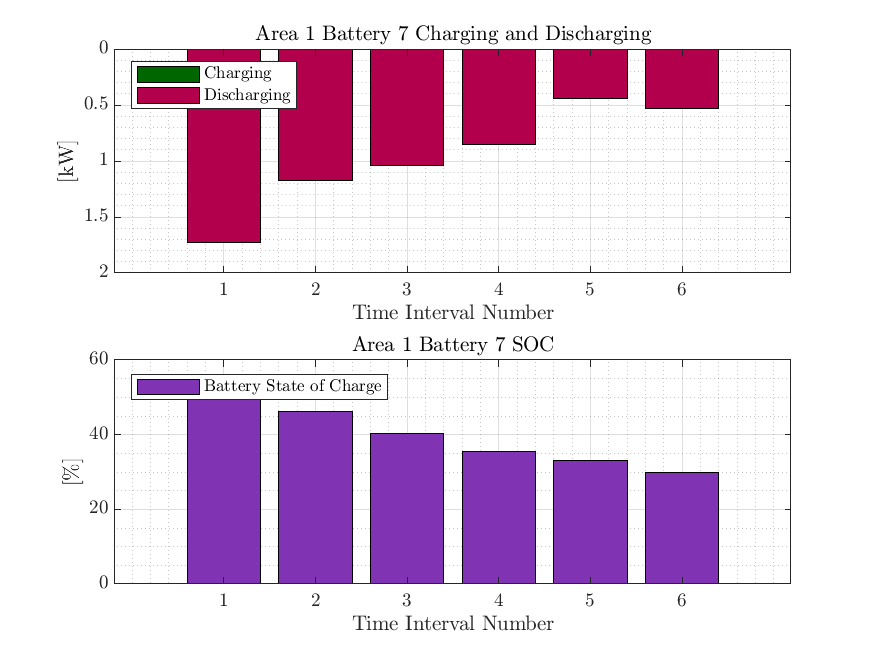 Area 1 Battery 7 Charging and Discharging
0
0.5
1
1.5
2
[kW]
Charging
Discharging
1 2 3 4 5 6
Time Interval Number
Area 1 Battery 7 SOC
60
40
20
0
[%]
Battery State of Charge
1 2 3 4 5 6
Time Interval Number